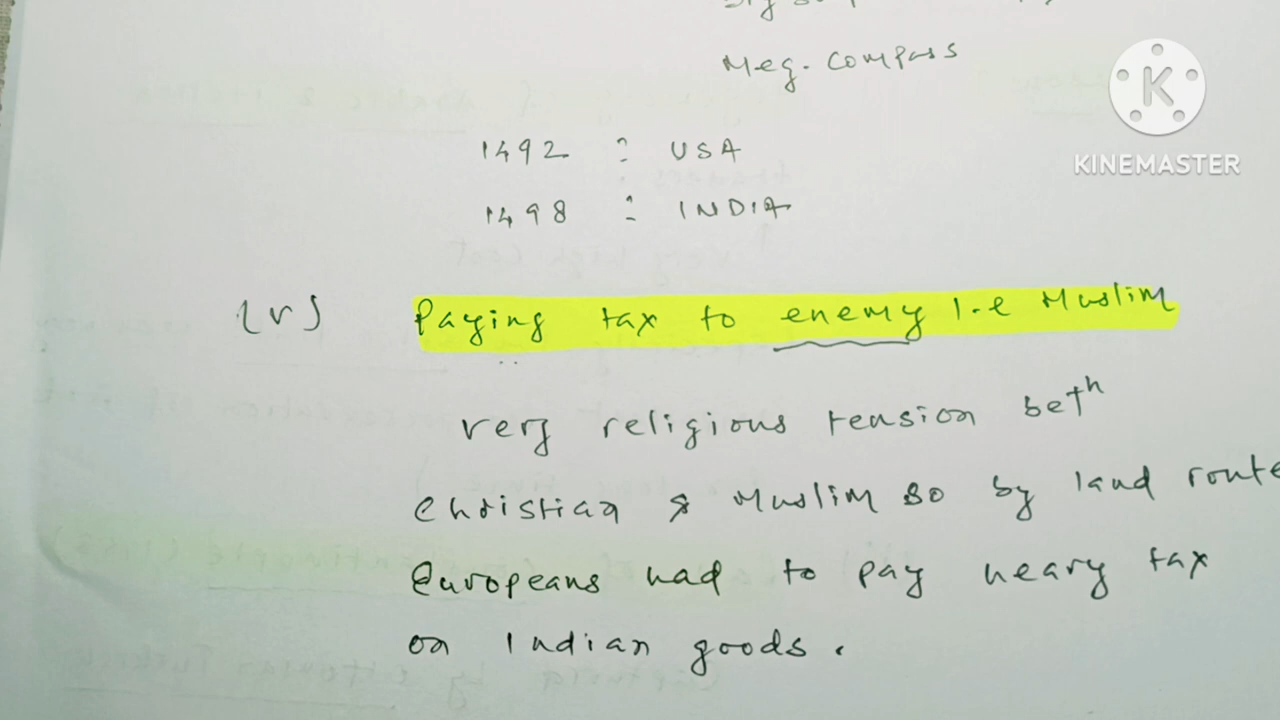 Meg. Compass
K
KINEMASTER
1492 : USA
1498 : INDIA
(v) Paying tax to enemy i.e Muslim
very religious tension betn
Christian & Muslim so by land route
Europeans had to pay heavy tax
on Indian goods.